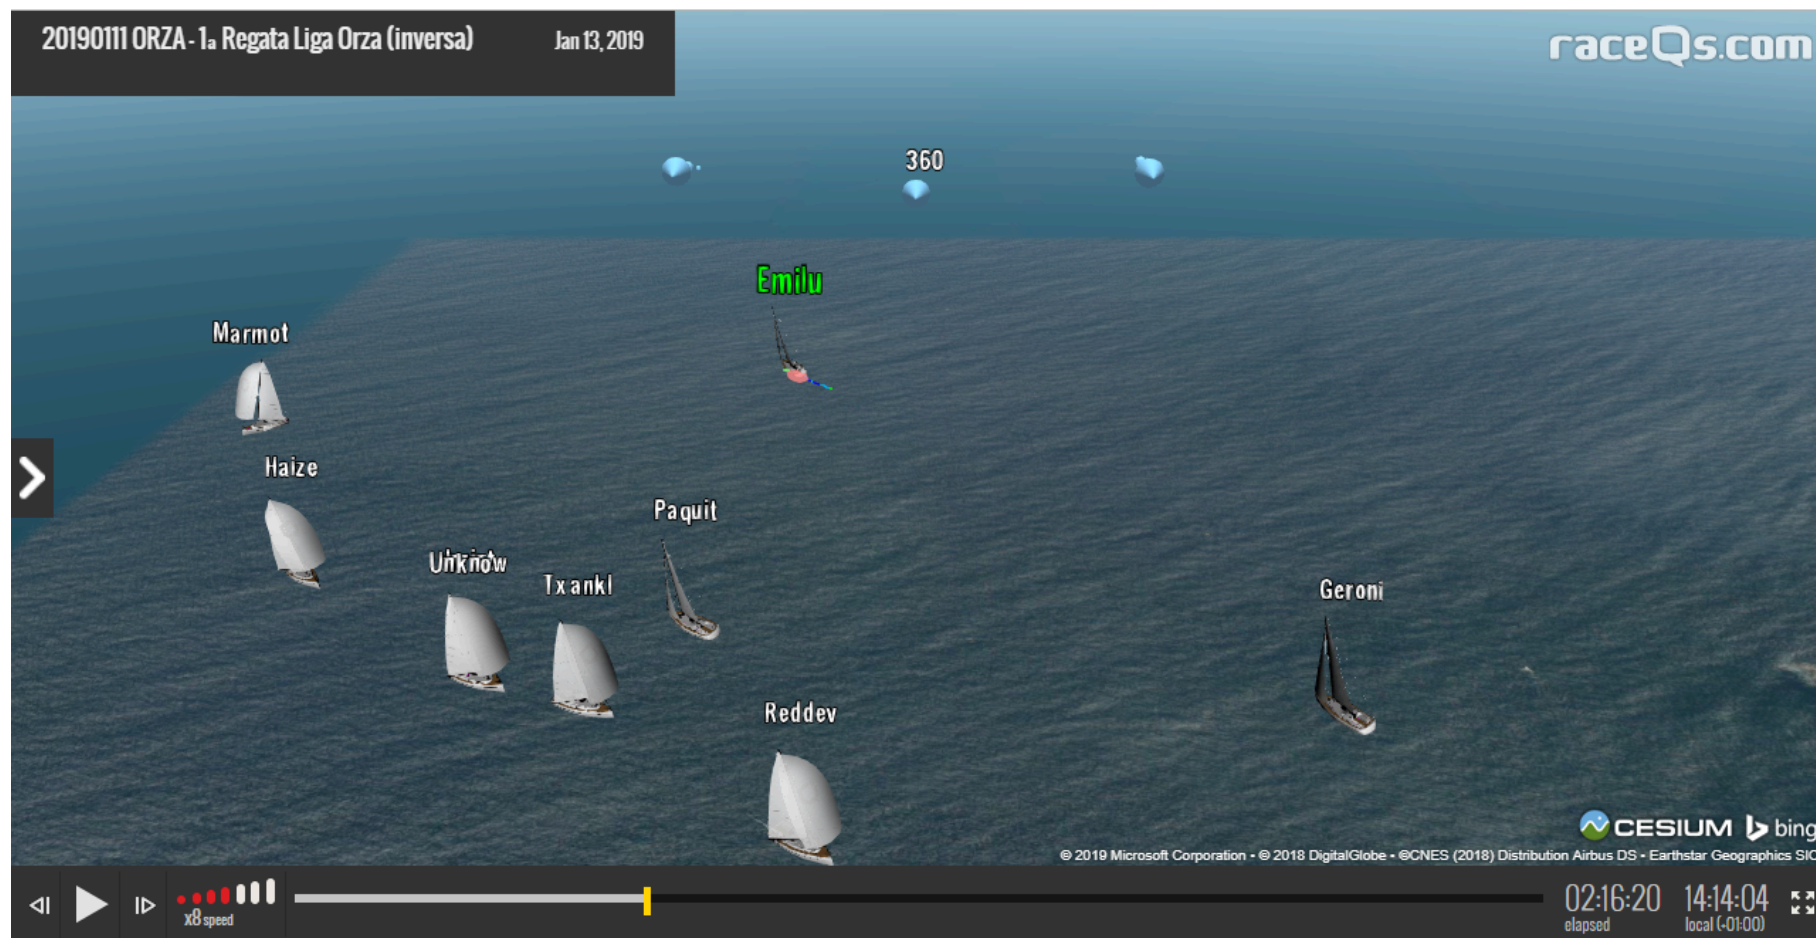 20190111 ORZA - 1ª Regata Liga Orza (inversa) Jan 13, 2019
raceQs.com
360
Emilu
Marmot
Haize
Paquit
Unknow
Txankl
Geroni
Reddev
CESIUM bing
© 2019 Microsoft Corporation • © 2018 DigitalGlobe • ©CNES (2018) Distribution Airbus DS • Earthstar Geographics SIO
x8 speed
02:16:20 14:14:04
elapsed local (+01:00)